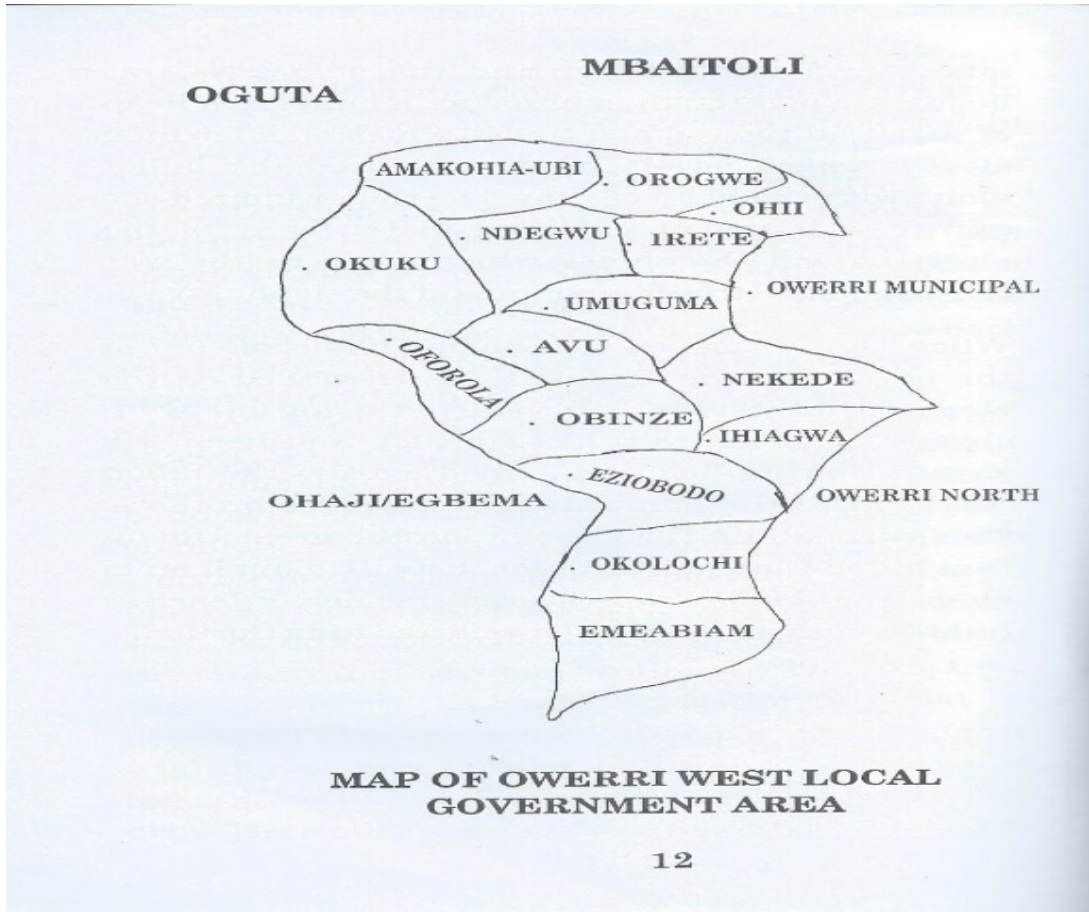 MBAITOLI
OGUTA
AMAKOHIA-UBI
OROGWE
OHII
NDEGWU
1RETE
OKUKU
OWERRI MUNICIPAL
UMUGUMA
AVU
OFOROLA
NEKEDE
OBINZE
IHIAGWA
EZIOBODO
OHAJI/EGBEMA
OWERRI NORTH
OKOLOCHI
EMEABIAM
MAP OF OWERRI WEST LOCAL
GOVERNMENT AREA
12